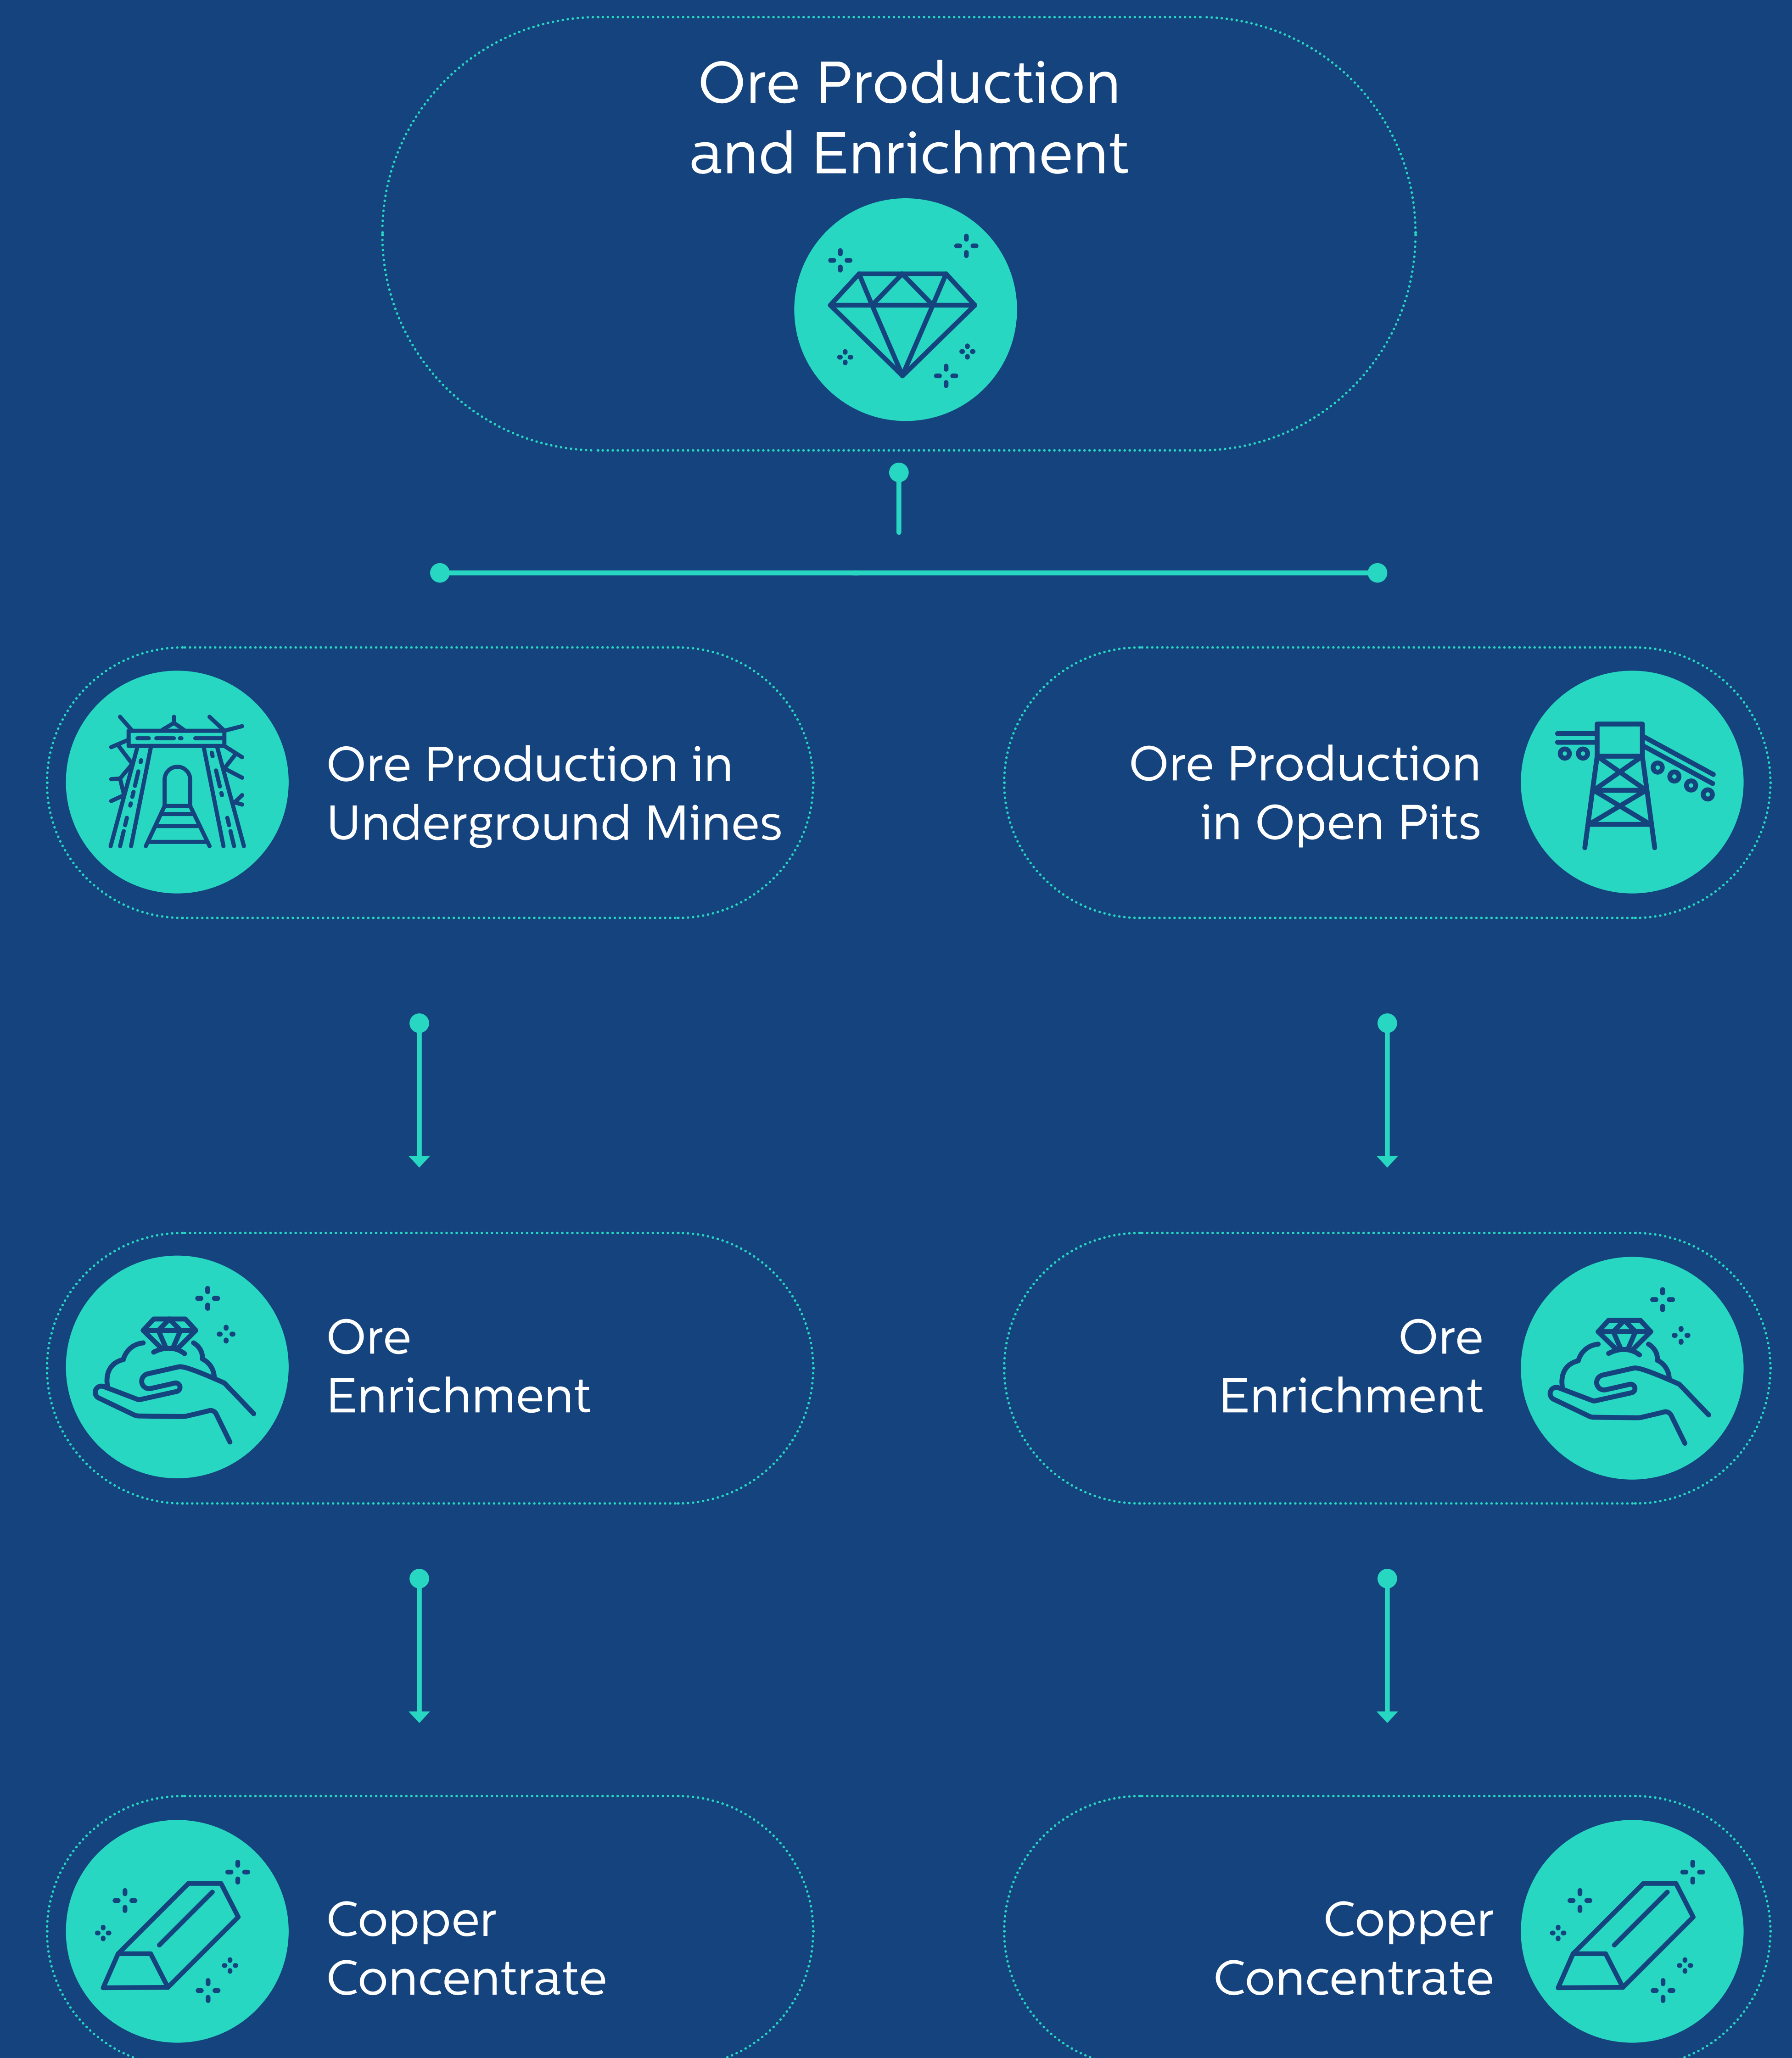 Ore Production
and Enrichment
Ore Production in
Underground Mines
Ore Production
in Open Pits
Ore
Enrichment
Ore
Enrichment
Copper
Concentrate
Copper
Concentrate